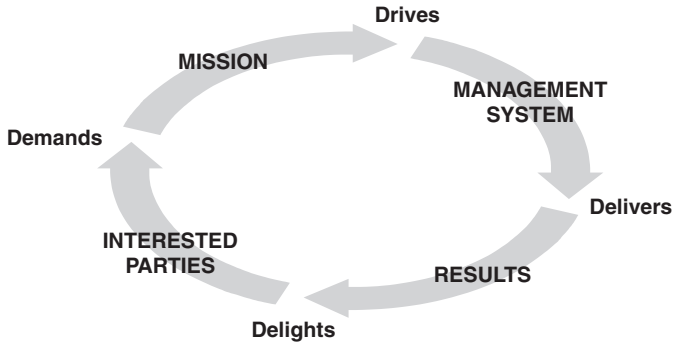 Drives
MISSION
MANAGEMENT
SYSTEM
Demands
Delivers
INTERESTED
PARTIES
RESULTS
Delights